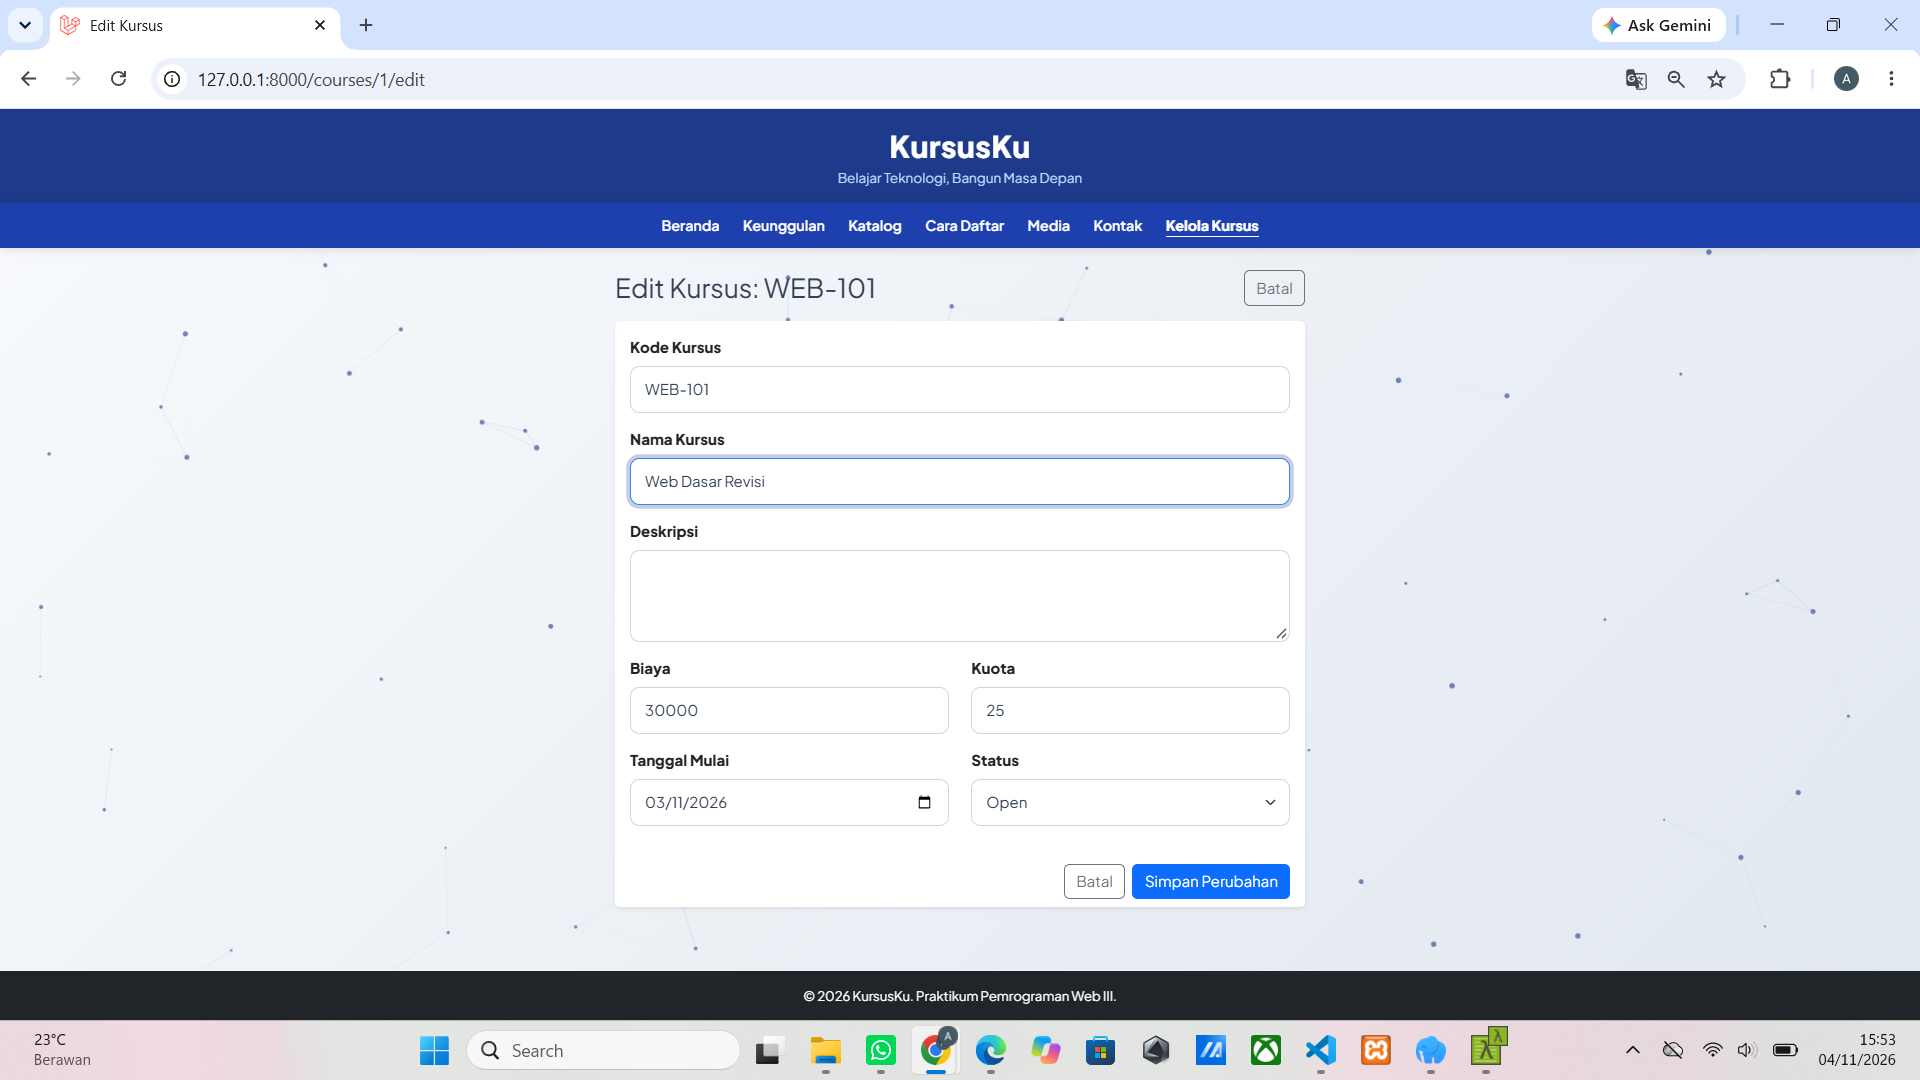 Edit Kursus
Ask Gemini
127.0.0.1:8000/courses/1/edit
A
KursusKu
Belajar Teknologi, Bangun Masa Depan
Beranda Keunggulan Katalog Cara Daftar Media Kontak Kelola Kursus
Edit Kursus: WEB-101
Batal
Kode Kursus
WEB-101
Nama Kursus
Web Dasar Revisi
Deskripsi
Biaya Kuota
30000 25
Tanggal Mulai Status
03/11/2026 Open
Batal Simpan Perubahan
© 2026 KursusKu. Praktikum Pemrograman Web III.
23°C
Berawan
Search
A
15:53
04/11/2026